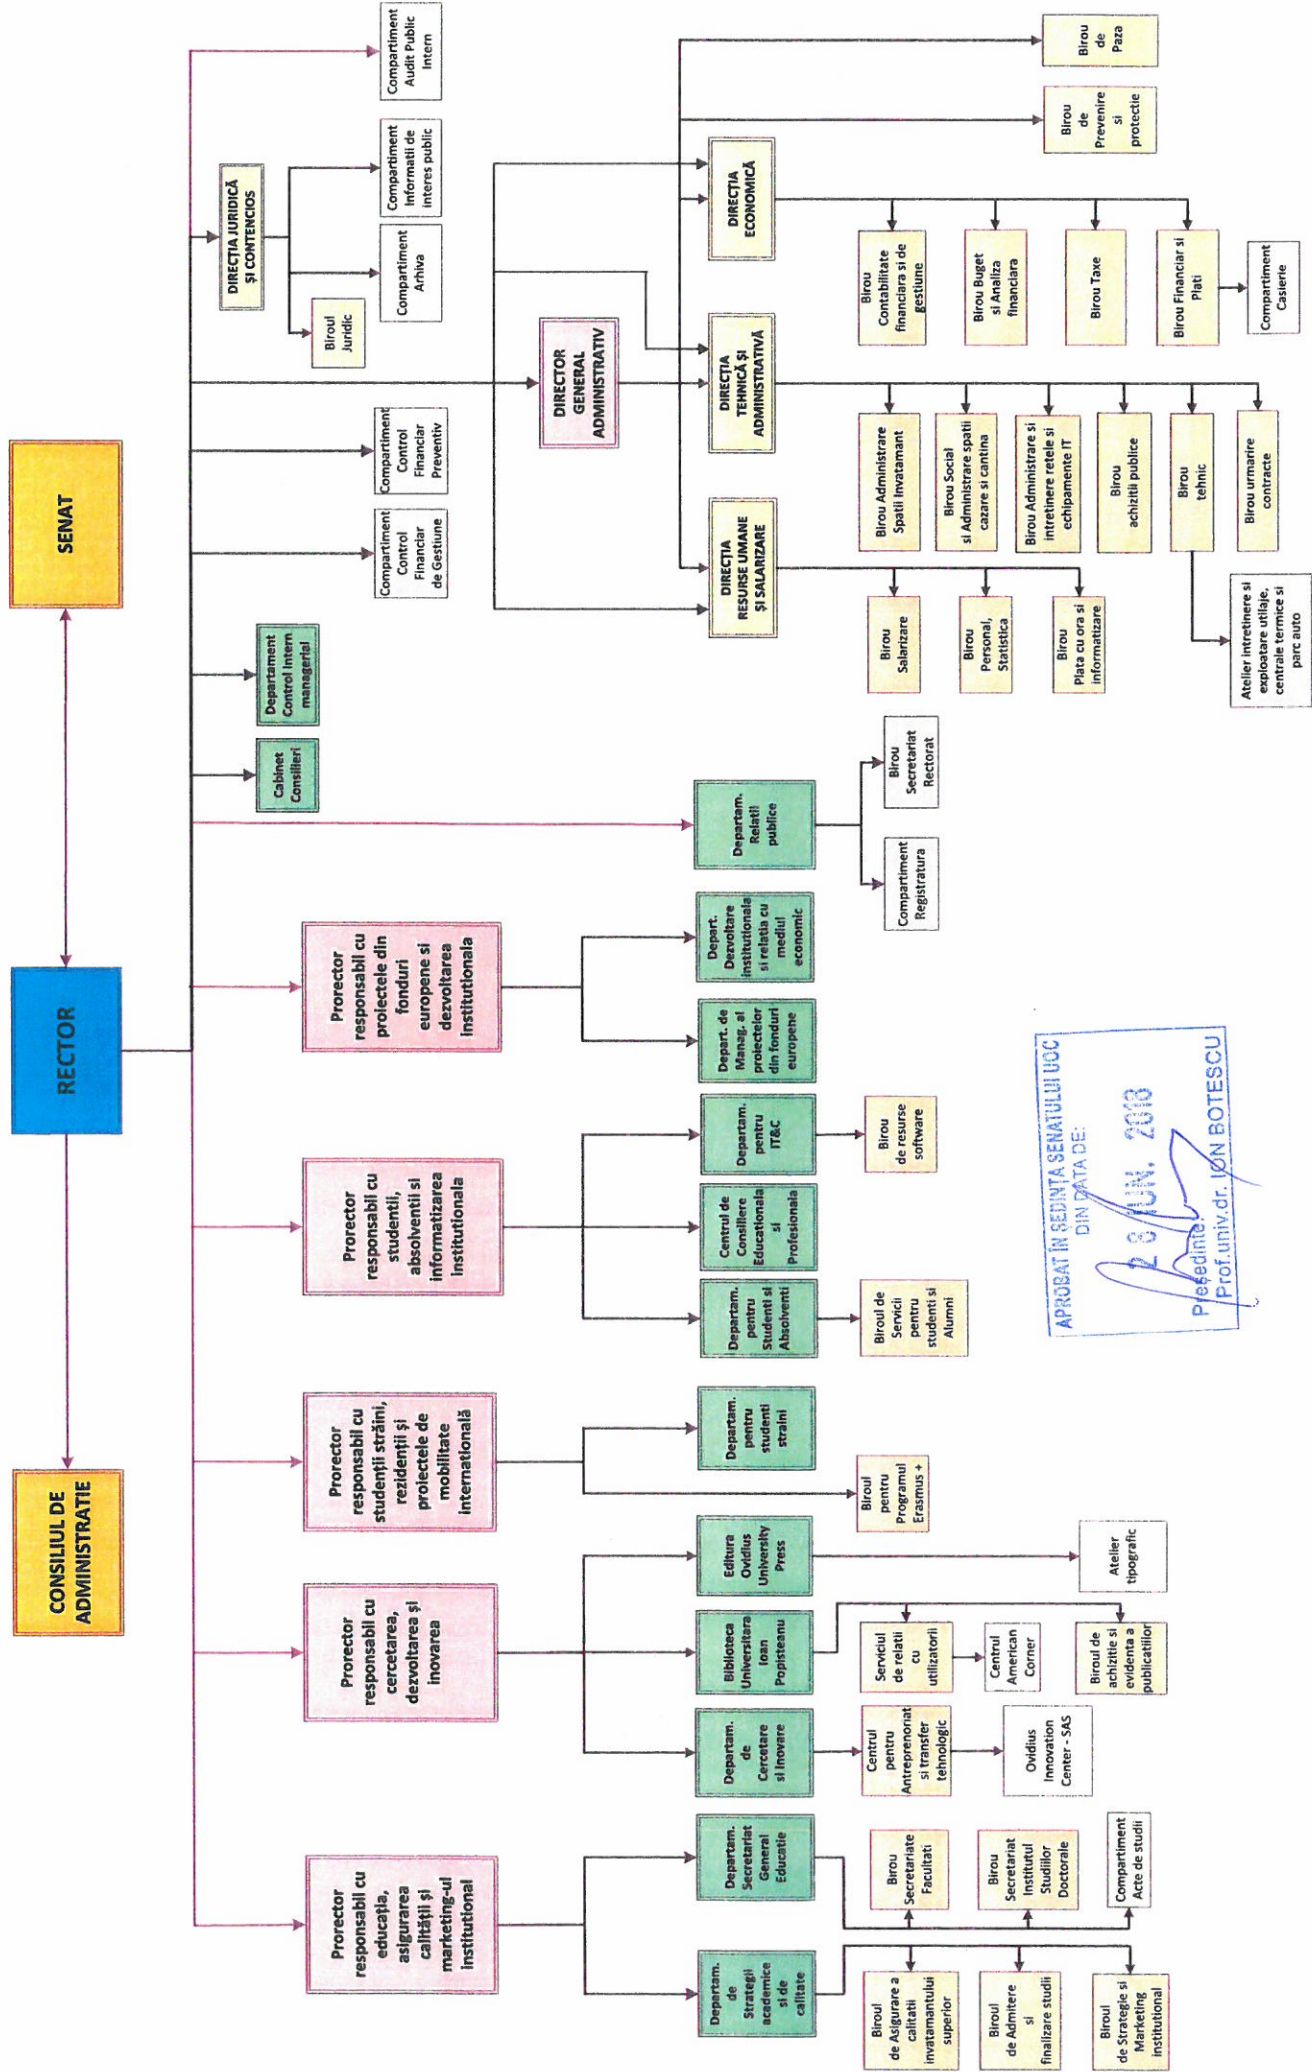 CONSILIUL DE
ADMINISTRATIE
RECTOR
SENAT
Prorector
responsabil cu
educația,
asigurarea
calității și
marketing-ul
institutional
Prorector
responsabil cu
cercetarea,
dezvoltarea și
inovarea
Prorector
responsabil cu
studenții străini,
rezidenții și
proiectele de
mobilitate
internatională
Prorector
responsabil cu
studentii,
absolventii si
informatizarea
institutionala
Prorector
responsabil cu
proiectele din
fonduri
europene si
dezvoltarea
institutionala
Cabinet
Consilieri
Departament
Control Intern
managerial
Compartiment
Control
Financiar
de Gestiune
Compartiment
Control
Financiar
Preventiv
DIRECȚIA JURIDICĂ
ȘI CONTENCIOS
Biroul
Juridic
Compartiment
Arhiva
Compartiment
Informatii de
interes public
Compartiment
Audit Public
Intern
DIRECTOR
GENERAL
ADMINISTRATIV
Departam.
de
Strategii
academice
si de
calitate
Departam.
Secretariat
General
Educatie
Departam.
de
Cercetare
si Inovare
Biblioteca
Universitara
Ioan
Popisteanu
Editura
Ovidius
University
Press
Departam.
pentru
studenti
straini
Departam.
pentru
Studenti si
Absolventi
Centrul de
Consiliere
Educationala
si
Profesionala
Departam.
pentru
IT&C
Depart. de
Manag. al
proiectelor
din fonduri
europene
Depart.
Dezvoltare
institutionala
si relatia cu
mediul
economic
Departam.
Relatii
publice
DIRECȚIA
RESURSE UMANE
ȘI SALARIZARE
DIRECȚIA
TEHNICĂ ȘI
ADMINISTRATIVĂ
DIRECȚIA
ECONOMICĂ
Biroul
de Asigurare a
calitatii
invatamantului
superior
Biroul
de Admitere
si
finalizare studii
Biroul
de Strategie si
Marketing
institutional
Birou
Secretariate
Facultati
Birou
Secretariat
Institutul
Studiilor
Doctorale
Compartiment
Acte de studii
Centrul
pentru
Antreprenoriat
si transfer
tehnologic
Ovidius
Innovation
Center - SAS
Serviciul
de relatii
cu
utilizatorii
Centrul
American
Corner
Biroul de
achizitie si
evidenta a
publicatiilor
Atelier
tipografic
Biroul
pentru
Programul
Erasmus +
Biroul de
Servicii
pentru
studenti si
Alumni
Birou
de resurse
software
Compartiment
Registratura
Birou
Secretariat
Rectorat
Birou
Salarizare
Birou
Personal,
Statistica
Birou
Plata cu ora si
informatizare
Birou Administrare
Spatii Invatamant
Birou Social
si Administrare spatii
cazare si cantina
Birou Administrare si
intretinere retele si
echipamente IT
Birou
achizitii publice
Birou
tehnic
Birou urmarire
contracte
Atelier intretinere si
exploatare utilaje,
centrale termice si
parc auto
Birou
Contabilitate
financiara si de
gestiune
Birou Buget
si Analiza
financiara
Birou Taxe
Birou Financiar si
Plati
Compartiment
Casierie
Birou
de
Prevenire
si
protectie
Birou
de
Paza
APROBAT ÎN ȘEDINȚA SENATULUI UOC
DIN DATA DE:
28 IUN. 2018
Președinte:
Prof.univ.dr. ION BOTESCU